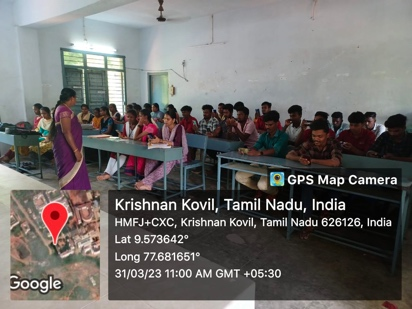 GPS Map Camera
Krishnan Kovil, Tamil Nadu, India
HMFJ+CXC, Krishnan Kovil, Tamil Nadu 626126, India
Lat 9.573642°
Long 77.681651°
31/03/23 11:00 AM GMT +05:30
Google